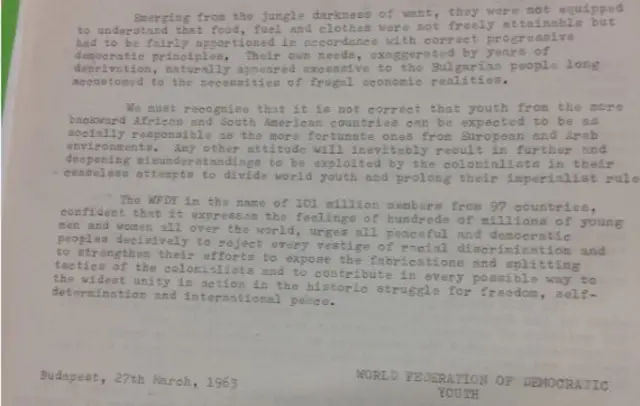 Emerging from the jungle darkness of want, they were not equipped
to understand that food, fuel and clothes were not freely attainable but
had to be fairly apportioned in accordance with correct progressive
democratic principles. Their own needs, exaggerated by years of
deprivation, naturally appeared excessive to the Bulgarian people long
accustomed to the necessities of frugal economic realities.
We must recognise that it is not correct that youth from the more
backward African and South American countries can be expected to be as
socially responsible as the more fortunate ones from European and Arab
environments. Any other attitude will inevitably result in further and
deepening misunderstandings to be exploited by the colonialists in their
ceaseless attempts to divide world youth and prolong their imperialist rule
The WFDY in the name of 101 million members from 97 countries,
confident that it expresses the feelings of hundreds of millions of young
men and women all over the world, urges all peaceful and democratic
peoples decisively to reject every vestige of racial discrimination and
to strengthen their efforts to expose the fabrications and splitting
tactics of the colonialists and to contribute in every possible way to
the widest unity in action in the historic struggle for freedom, self-
determination and international peace.
Budapest, 27th March, 1963
WORLD FEDERATION OF DEMOCRATIC
YOUTH